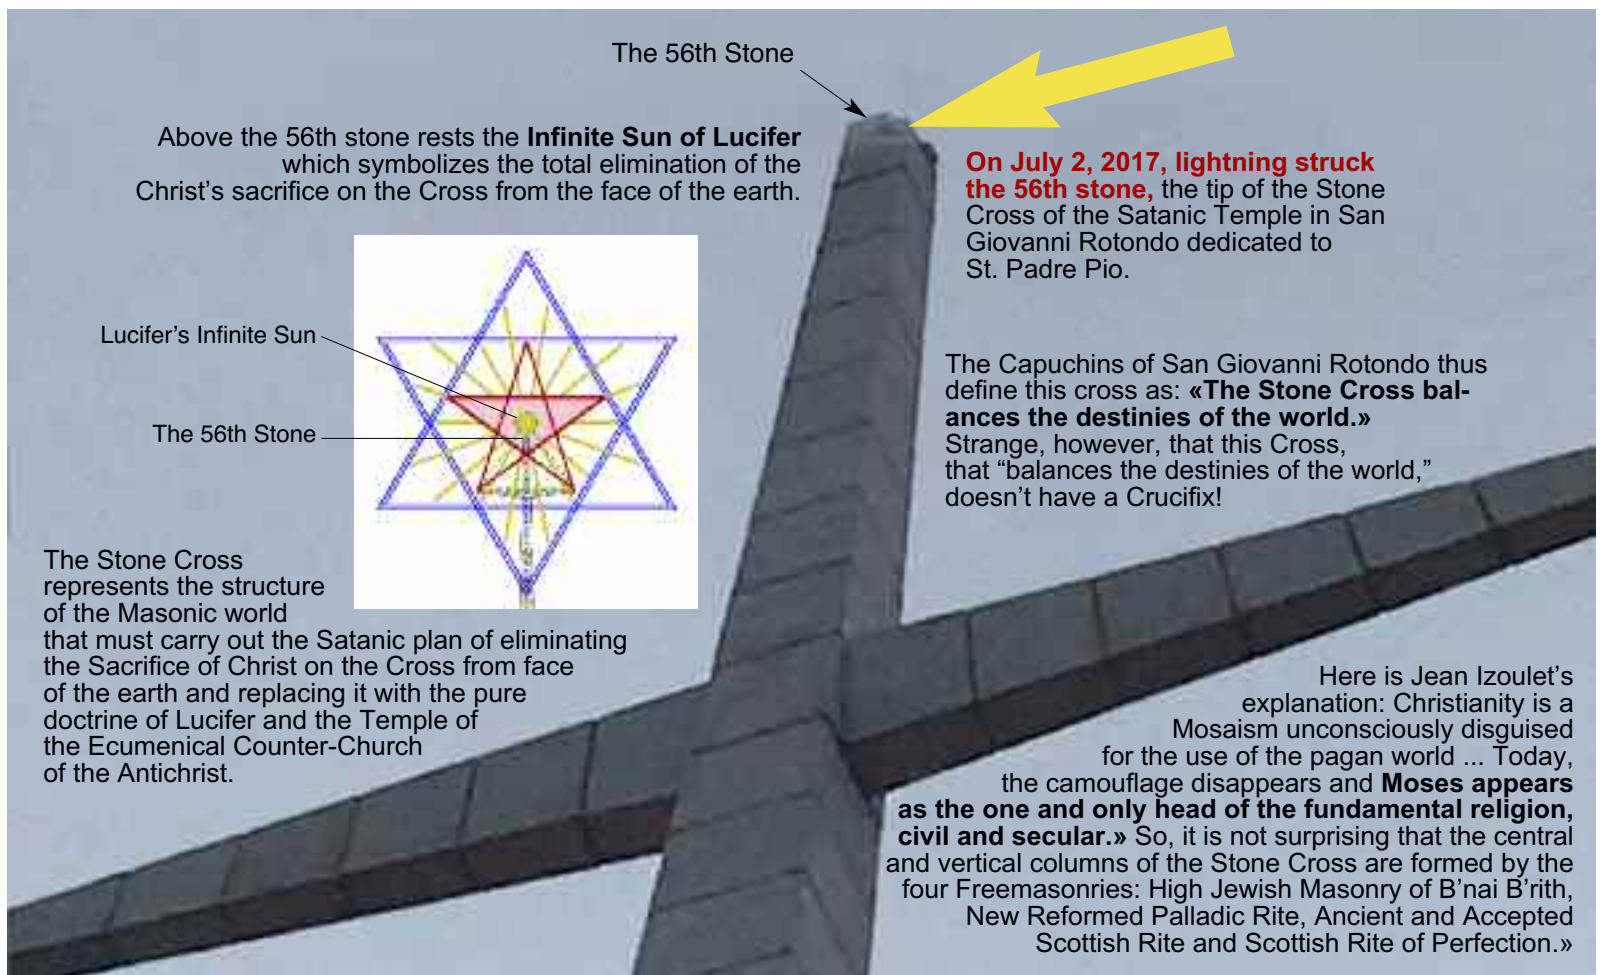 The 56th Stone
Above the 56th stone rests the Infinite Sun of Lucifer
which symbolizes the total elimination of the
Christ's sacrifice on the Cross from the face of the earth.
On July 2, 2017, lightning struck
the 56th stone, the tip of the Stone
Cross of the Satanic Temple in San
Giovanni Rotondo dedicated to
St. Padre Pio.
Lucifer's Infinite Sun
The 56th Stone
The Capuchins of San Giovanni Rotondo thus
define this cross as: «The Stone Cross bal-
ances the destinies of the world.»
Strange, however, that this Cross,
that “balances the destinies of the world,”
doesn't have a Crucifix!
The Stone Cross
represents the structure
of the Masonic world
that must carry out the Satanic plan of eliminating
the Sacrifice of Christ on the Cross from face
of the earth and replacing it with the pure
doctrine of Lucifer and the Temple of
the Ecumenical Counter-Church
of the Antichrist.
Here is Jean Izoulet's
explanation: Christianity is a
Mosaism unconsciously disguised
for the use of the pagan world ... Today,
the camouflage disappears and Moses appears
as the one and only head of the fundamental religion,
civil and secular.» So, it is not surprising that the central
and vertical columns of the Stone Cross are formed by the
four Freemasonries: High Jewish Masonry of B'nai B'rith,
New Reformed Palladic Rite, Ancient and Accepted
Scottish Rite and Scottish Rite of Perfection.»